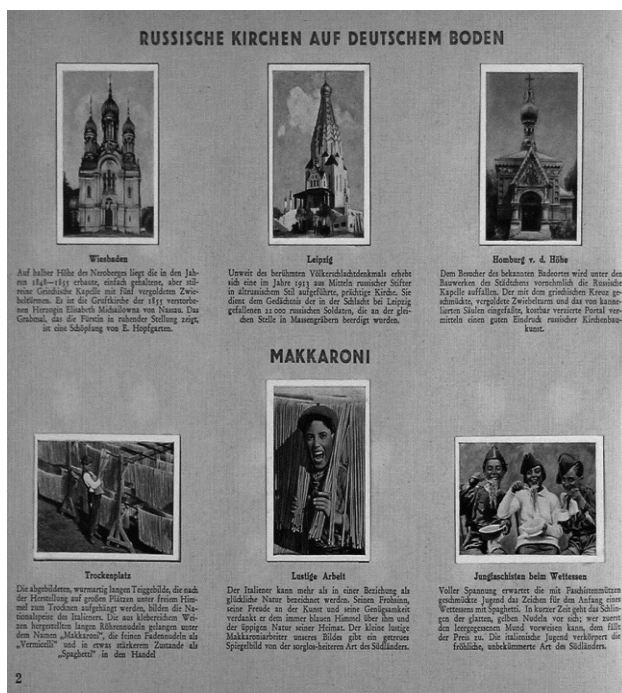 RUSSISCHE KIRCHEN AUF DEUTSCHEM BODEN
Wiesbaden
Auf halber Höhe des Neroberges liegt die in den Jah-
ren 1848—1855 erbaute, einfach gehaltene, aber stil-
reine Griechische Kapelle mit fünf vergoldeten Zwie-
beltürmen. Es ist die Gruftkirche der 1855 verstorbe-
nen Herzogin Elisabeth Michailowna von Nassau. Das
Grabmal, das die Fürstin in ruhender Stellung zeigt,
ist eine Schöpfung von E. Hopfgarten.
Leipzig
Unweit des berühmten Völkerschlachtdenkmals erhebt
sich eine im Jahre 1913 aus Mitteln russischer Stifter
in altrussischem Stil aufgeführte, prächtige Kirche. Sie
dient dem Gedächtnis der in der Schlacht bei Leipzig
gefallenen 22 000 russischen Soldaten, die an der glei-
chen Stelle in Massengräbern beerdigt wurden.
Homburg v. d. Höhe
Dem Besucher des bekannten Badeortes wird unter den
Bauwerken des Städtchens vornehmlich die Russische
Kapelle auffallen. Der mit dem griechischen Kreuz ge-
schmückte, vergoldete Zwiebelturm und das von kanne-
lierten Säulen eingefaßte, kostbar verzierte Portal ver-
mitteln einen guten Eindruck russischer Kirchenbau-
kunst.
MAKKARONI
Trockenplatz
Die abgebildeten, wurmartig langen Teiggebilde, die nach
der Herstellung auf großen Plätzen unter freiem Him-
mel zum Trocknen aufgehängt werden, bilden die Na-
tionalspeise des Italieners. Die aus kleberreichem Wei-
zen hergestellten langen Röhrennudeln gelangen unter
dem Namen „Makkaroni", die feinen Fadennudeln als
„Vermicelli" und in etwas stärkerem Zustande als
„Spaghetti" in den Handel
Lustige Arbeit
Der Italiener kann mehr als in einer Beziehung als
glückliche Natur bezeichnet werden. Seinen Frohsinn,
seine Freude an der Kunst und seine Genügsamkeit
verdankt er dem immer blauen Himmel über ihm und
der üppigen Natur seiner Heimat. Der kleine lustige
Makkaroniarbeiter unseres Bildes gibt ein getreues
Spiegelbild von der sorglos-heiteren Art des Südländers.
Jungfaschisten beim Wettessen
Voller Spannung erwartet die mit Faschistenmützen
geschmückte Jugend das Zeichen für den Anfang eines
Wettessens mit Spaghetti. In kurzer Zeit geht das Schlin-
gen der glatten, gelben Nudeln vor sich; wer zuerst
den leergegessenen Mund vorweisen kann, dem fällt
der Preis zu. Die italienische Jugend verkörpert die
fröhliche, unbekümmerte Art des Südländers.
2